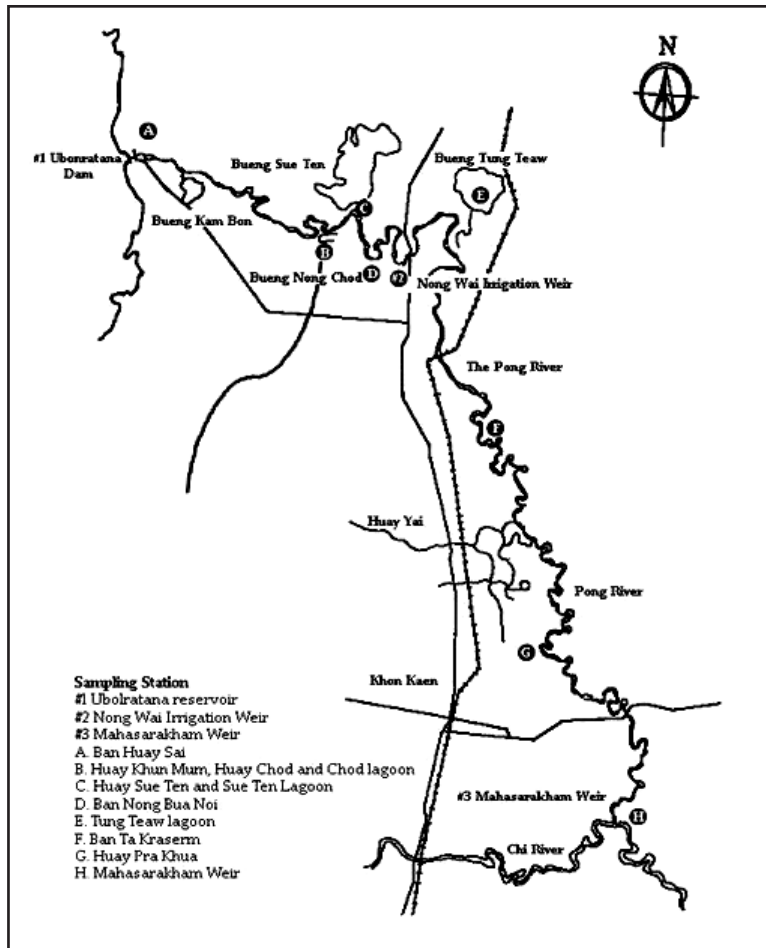 N
A
#1 Ubonratana
Dam
Bueng Sue Ten
Bueng Tung Teaw
E
C
Bueng Kam Bon
B
Bueng Nong Chod
D
2
Nong Wai Irrigation Weir
The Pong River
F
Huay Yai
Pong River
G
Khon Kaen
#3 Mahasarakham Weir
H
Chi River
Sampling Station
#1 Ubolratana reservoir
#2 Nong Wai Irrigation Weir
#3 Mahasarakham Weir
A. Ban Huay Sai
B. Huay Khun Mum, Huay Chod and Chod lagoon
C. Huay Sue Ten and Sue Ten Lagoon
D. Ban Nong Bua Noi
E. Tung Teaw lagoon
F. Ban Ta Kraserm
G. Huay Pra Khua
H. Mahasarakham Weir